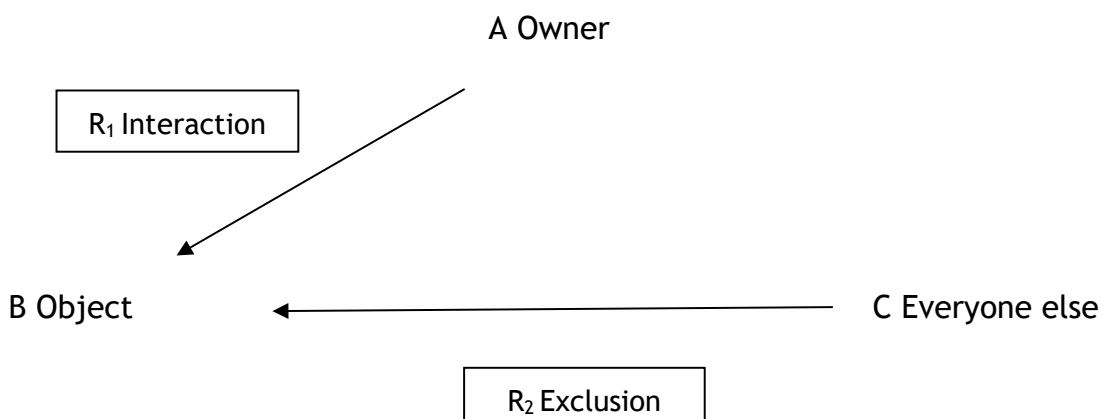 A Owner
R₁ Interaction
B Object
C Everyone else
R₂ Exclusion